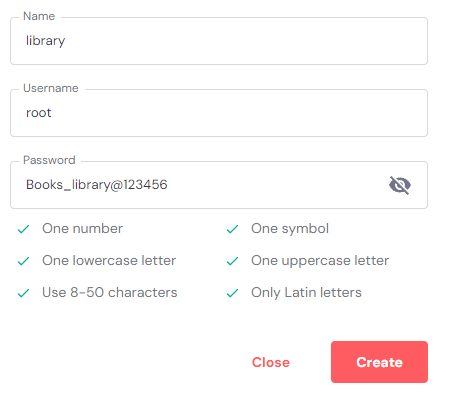 Name
library
Username
root
Password
Books_library@123456
One number
One symbol
One lowercase letter
One uppercase letter
Use 8-50 characters
Only Latin letters
Close
Create